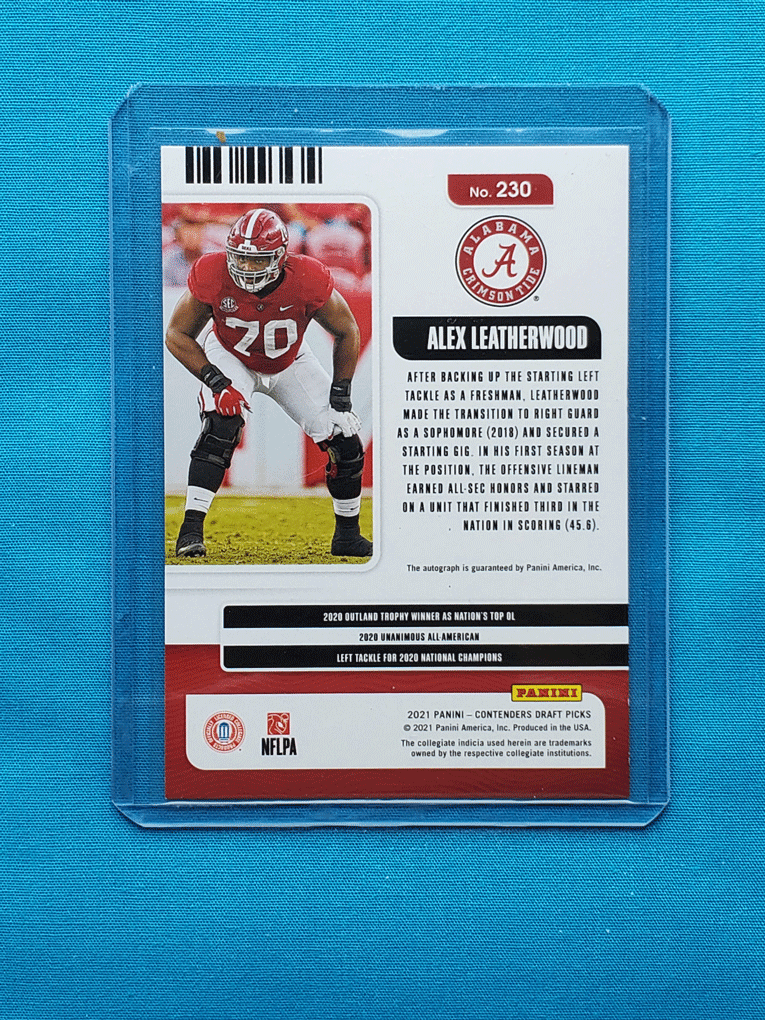 No. 230
ALABAMA
A
CRIMSON TIDE
®
ALEX LEATHERWOOD
AFTER BACKING UP THE STARTING LEFT
TACKLE AS A FRESHMAN, LEATHERWOOD
MADE THE TRANSITION TO RIGHT GUARD
AS A SOPHOMORE (2018) AND SECURED A
STARTING GIG. IN HIS FIRST SEASON AT
THE POSITION, THE OFFENSIVE LINEMAN
EARNED ALL-SEC HONORS AND STARRED
ON A UNIT THAT FINISHED THIRD IN THE
NATION IN SCORING (45.6).
SEC
70
The autograph is guaranteed by Panini America, Inc.
2020 OUTLAND TROPHY WINNER AS NATION'S TOP OL
2020 UNANIMOUS ALL-AMERICAN
LEFT TACKLE FOR 2020 NATIONAL CHAMPIONS
PANINI
2021 PANINI – CONTENDERS DRAFT PICKS
© 2021 Panini America, Inc. Produced in the USA.
The collegiate indicia used herein are trademarks
owned by the respective collegiate institutions.
NFLPA